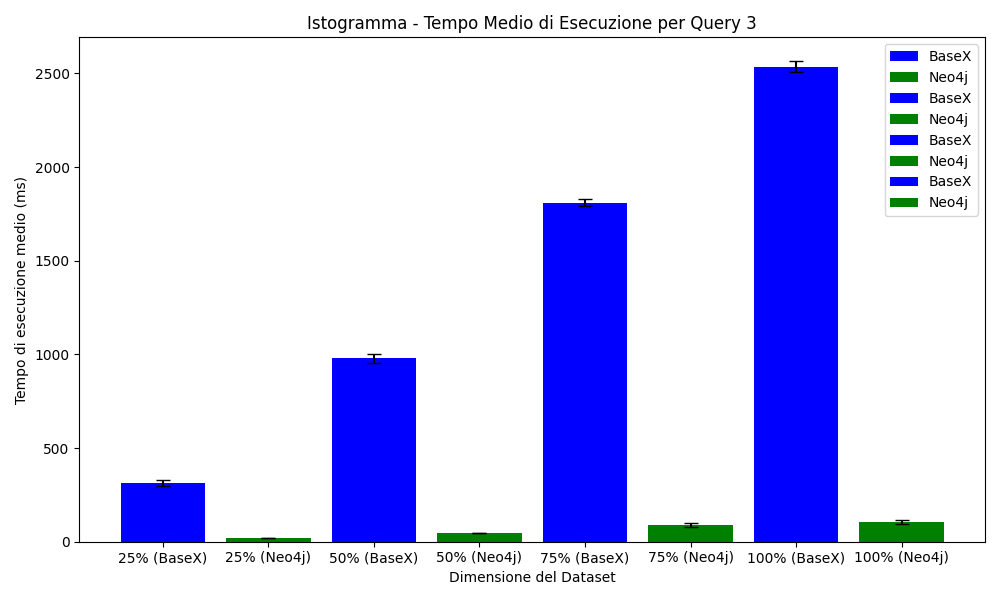 Istogramma - Tempo Medio di Esecuzione per Query 3
BaseX
Neo4j
BaseX
Neo4j
BaseX
Neo4j
BaseX
Neo4j
Tempo di esecuzione medio (ms)
2500
2000
1500
1000
500
0
25% (BaseX) 25% (Neo4j) 50% (BaseX) 50% (Neo4j) 75% (BaseX) 75% (Neo4j) 100% (BaseX) 100% (Neo4j)
Dimensione del Dataset